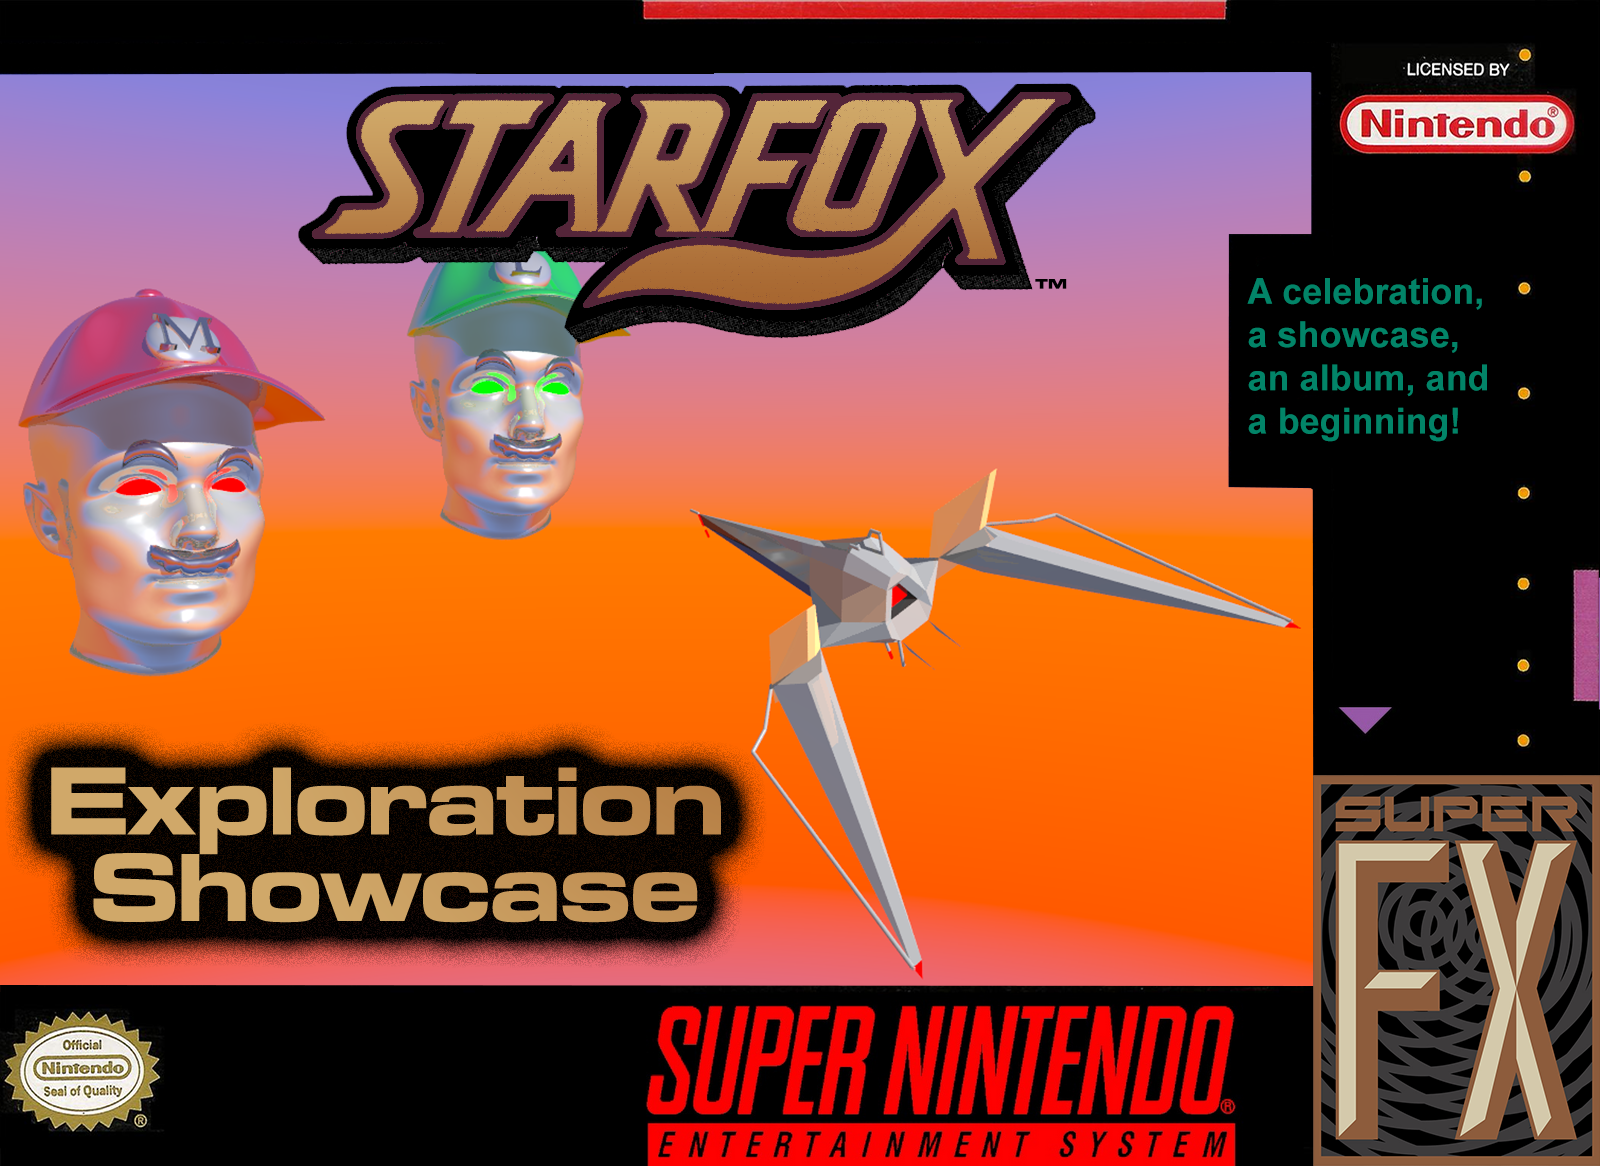 STARFOX
TM
LICENSED BY
Nintendo®
L
M
A celebration,
a showcase,
an album, and
a beginning!
Exploration
Showcase
SUPER
FX
Official
Nintendo
Seal of Quality
®
SUPER NINTENDO®
ENTERTAINMENT SYSTEM